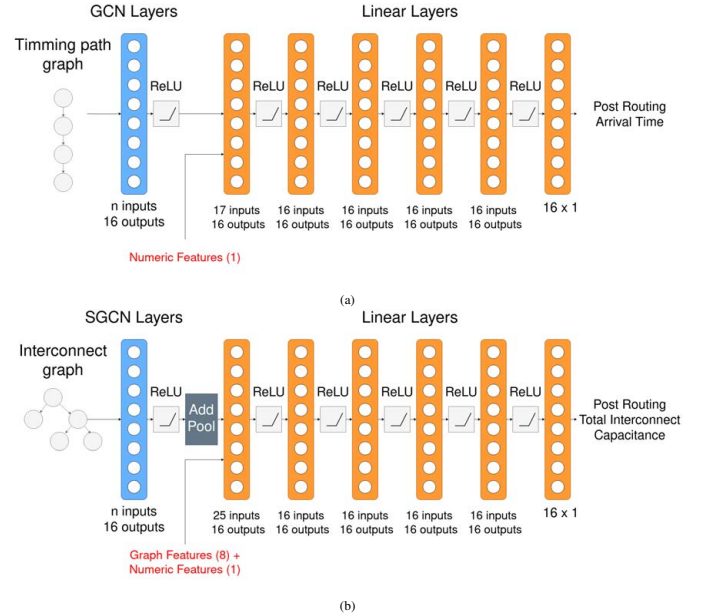 GCN Layers
Linear Layers
Timming path
graph
ReLU
ReLU
ReLU
ReLU
ReLU
ReLU
Post Routing
Arrival Time
n inputs
16 outputs
17 inputs
16 outputs
16 inputs
16 outputs
16 inputs
16 outputs
16 inputs
16 outputs
16 inputs
16 outputs
16 x 1
Numeric Features (1)
(a)
SGCN Layers
Linear Layers
Interconnect
graph
ReLU
Add
Pool
ReLU
ReLU
ReLU
ReLU
ReLU
Post Routing
Total Interconnect
Capacitance
n inputs
16 outputs
25 inputs
16 outputs
16 inputs
16 outputs
16 inputs
16 outputs
16 inputs
16 outputs
16 inputs
16 outputs
16 x 1
Graph Features (8) +
Numeric Features (1)
(b)